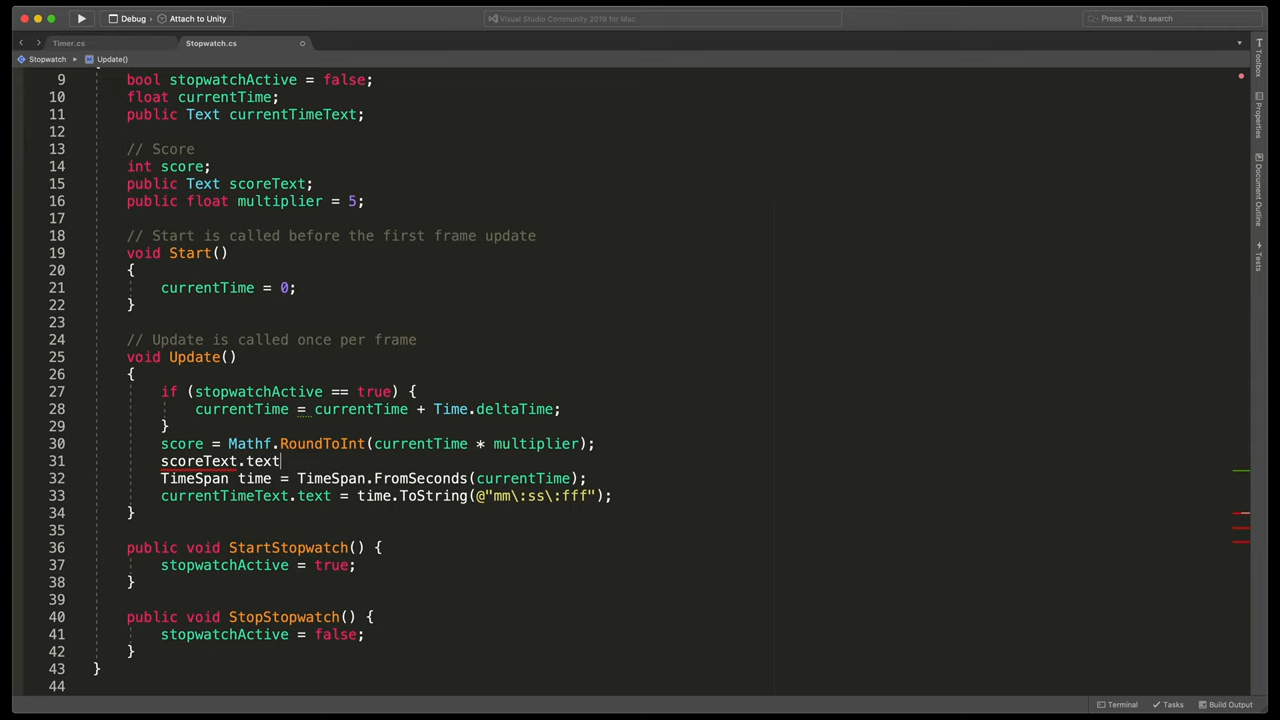 Debug › Attach to Unity
Visual Studio Community 2019 for Mac
Press '⌘.' to search
Timer.cs
Stopwatch.cs
Stopwatch ▸ M Update()
9 bool stopwatchActive = false;
10 float currentTime;
11 public Text currentTimeText;
12
13 // Score
14 int score;
15 public Text scoreText;
16 public float multiplier = 5;
17
18 // Start is called before the first frame update
19 void Start()
20 {
21 currentTime = 0;
22 }
23
24 // Update is called once per frame
25 void Update()
26 {
27 if (stopwatchActive == true) {
28 currentTime = currentTime + Time.deltaTime;
29 }
30 score = Mathf.RoundToInt(currentTime * multiplier);
31 scoreText.text
32 TimeSpan time = TimeSpan.FromSeconds(currentTime);
33 currentTimeText.text = time.ToString(@"mm\:ss\:fff");
34 }
35
36 public void StartStopwatch() {
37 stopwatchActive = true;
38 }
39
40 public void StopStopwatch() {
41 stopwatchActive = false;
42 }
43 }
44
Toolbox
Properties
Document Outline
Tests
Terminal
Tasks
Build Output